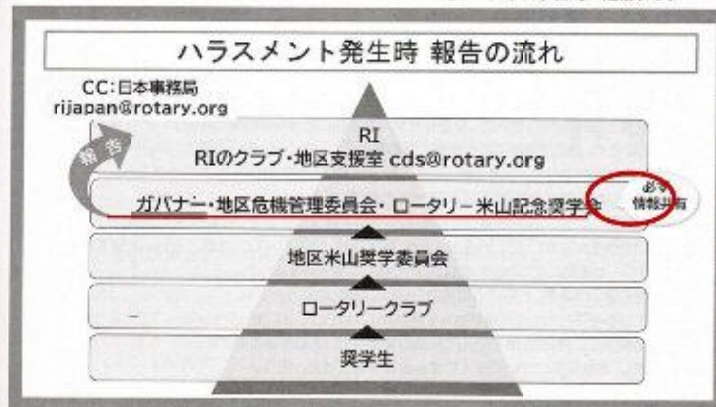 ハラスメント発生時 報告の流れ
CC:日本事務局
rijapan@rotary.org
報告
RI
RIのクラブ・地区支援室 cds@rotary.org
ガバナー・地区危機管理委員会・ロータリー米山記念奨学会
必ず
情報共有
地区米山奨学委員会
ロータリークラブ
奨学生